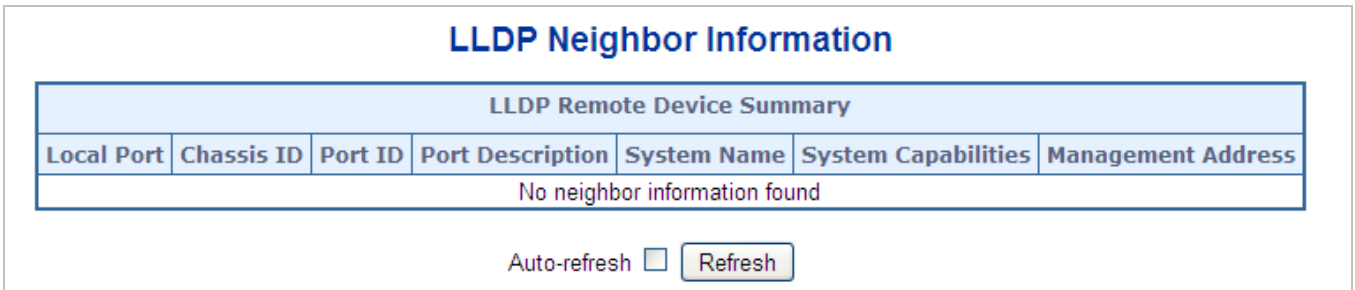 LLDP Neighbor Information
LLDP Remote Device Summary
Local Port Chassis ID Port ID Port Description System Name System Capabilities Management Address
No neighbor information found
Auto-refresh Refresh